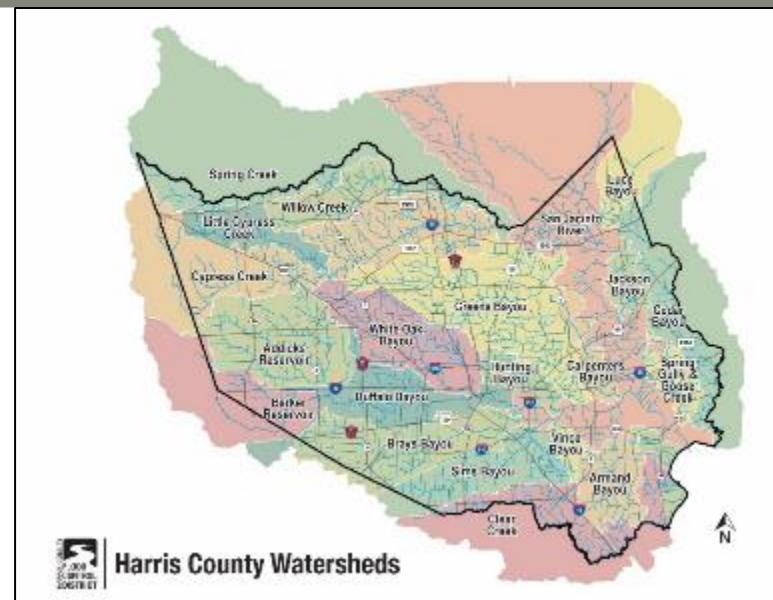 Spring Creek
Willow Creek
Little Cypress
Creek
Luce
Bayou
San Jacinto
River
Cypress Creek
Jackson
Bayou
Cedar
Bayou
Greens Bayou
White Oak
Bayou
Addicks
Reservoir
Hunting
Bayou
Carpenters
Bayou
Spring
Gully &
Goose
Creek
Buffalo Bayou
Barker
Reservoir
Brays Bayou
Vince
Bayou
Sims Bayou
Armand
Bayou
Clear
Creek
N
CONTROL
DISTRICT
Harris County Watersheds